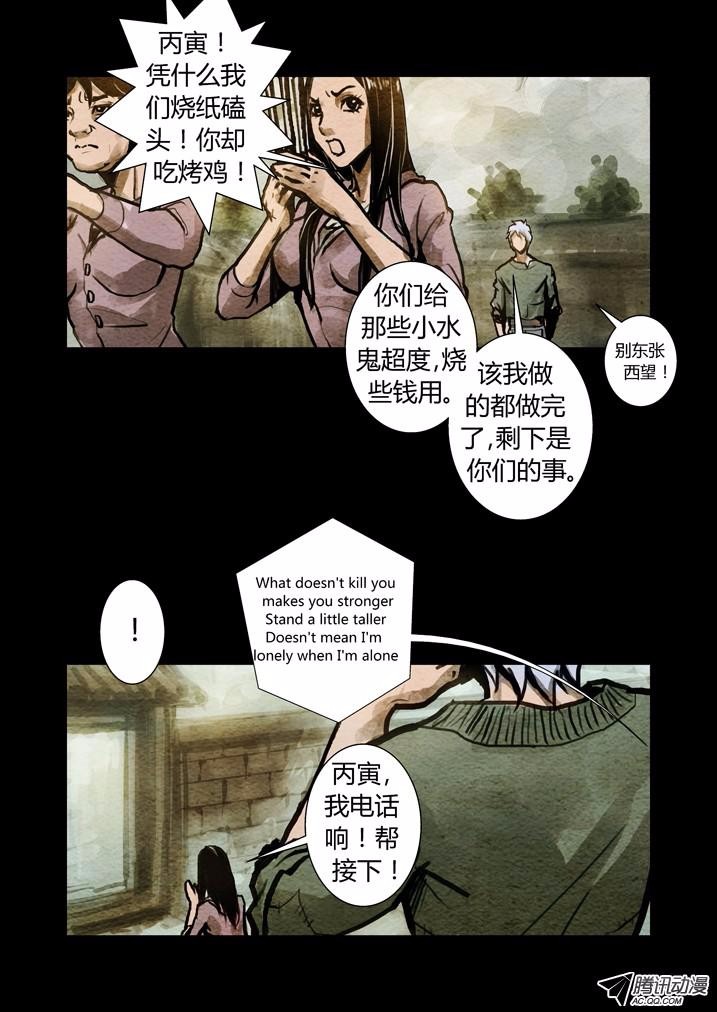 丙寅！
凭什么我
们烧纸磕
头！你却
吃烤鸡！
你们给
那些小水
鬼超度，烧
些钱用。
该我做
的都做完
了，剩下是
你们的事。
别东张
西望！
！
What doesn't kill you
makes you stronger
Stand a little taller
Doesn't mean I'm
lonely when I'm alone
丙寅，
我电话
响！帮
接下！
腾讯动漫
AC.QQ.COM